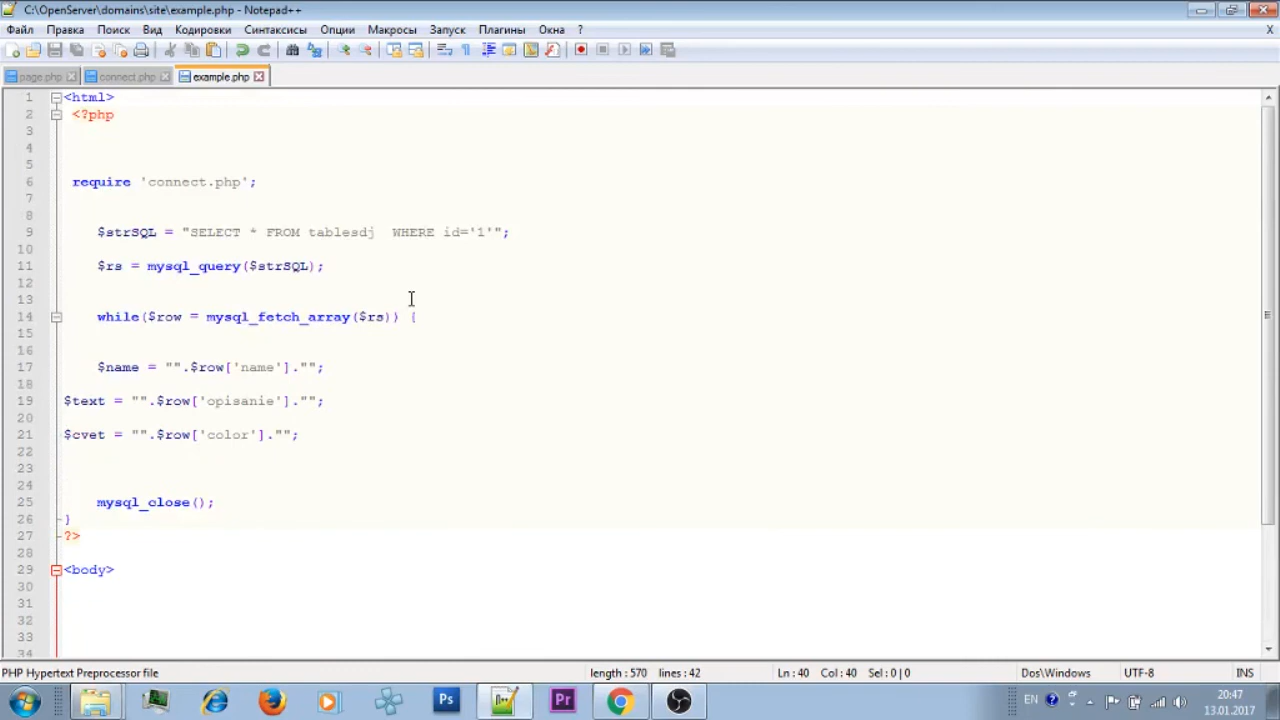 C:\OpenServer\domains\site\example.php - Notepad++
Файл Правка Поиск Вид Кодировки Синтаксисы Опции Макросы Запуск Плагины Окна ? X
page.php connect.php example.php
1 <html>
2 <?php
3
4
5
6 require 'connect.php';
7
8
9 $strSQL = "SELECT * FROM tablesdj  WHERE id='1'";
10
11 $rs = mysql_query($strSQL);
12
13
14 while($row = mysql_fetch_array($rs)) {
15
16
17 $name = "".$row['name']."";
18
19 $text = "".$row['opisanie']."";
20
21 $cvet = "".$row['color']."";
22
23
24
25 mysql_close();
26 }
27 ?>
28
29 <body>
30
31
32
33
34
PHP Hypertext Preprocessor file length : 570 lines : 42 Ln : 40 Col : 40 Sel : 0 | 0 Dos\Windows UTF-8 INS
Ps Pr EN 20:47
13.01.2017